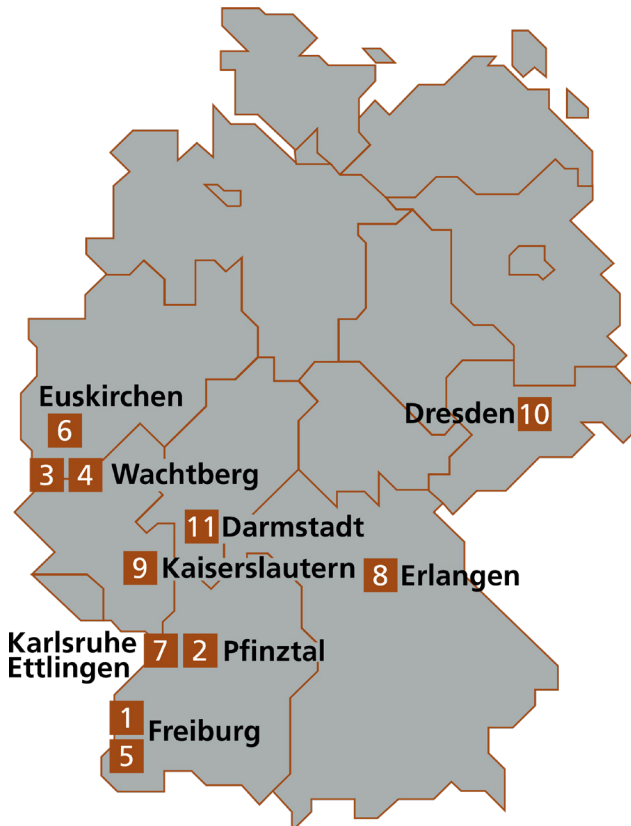 Euskirchen
6
Dresden 10
3 4 Wachtberg
11 Darmstadt
9 Kaiserslautern
8 Erlangen
Karlsruhe
Ettlingen
7 2 Pfinztal
1
Freiburg
5